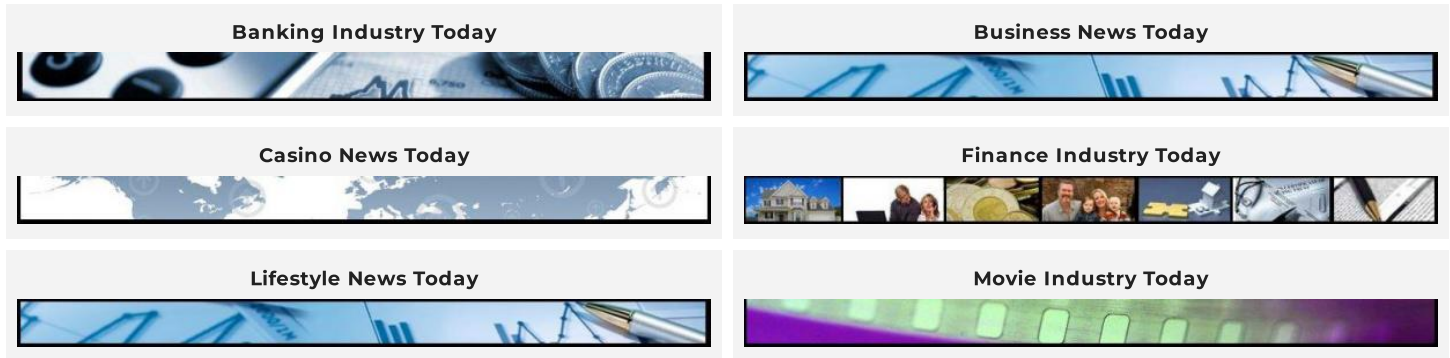 Banking Industry Today
Business News Today
Casino News Today
Finance Industry Today
Lifestyle News Today
Movie Industry Today